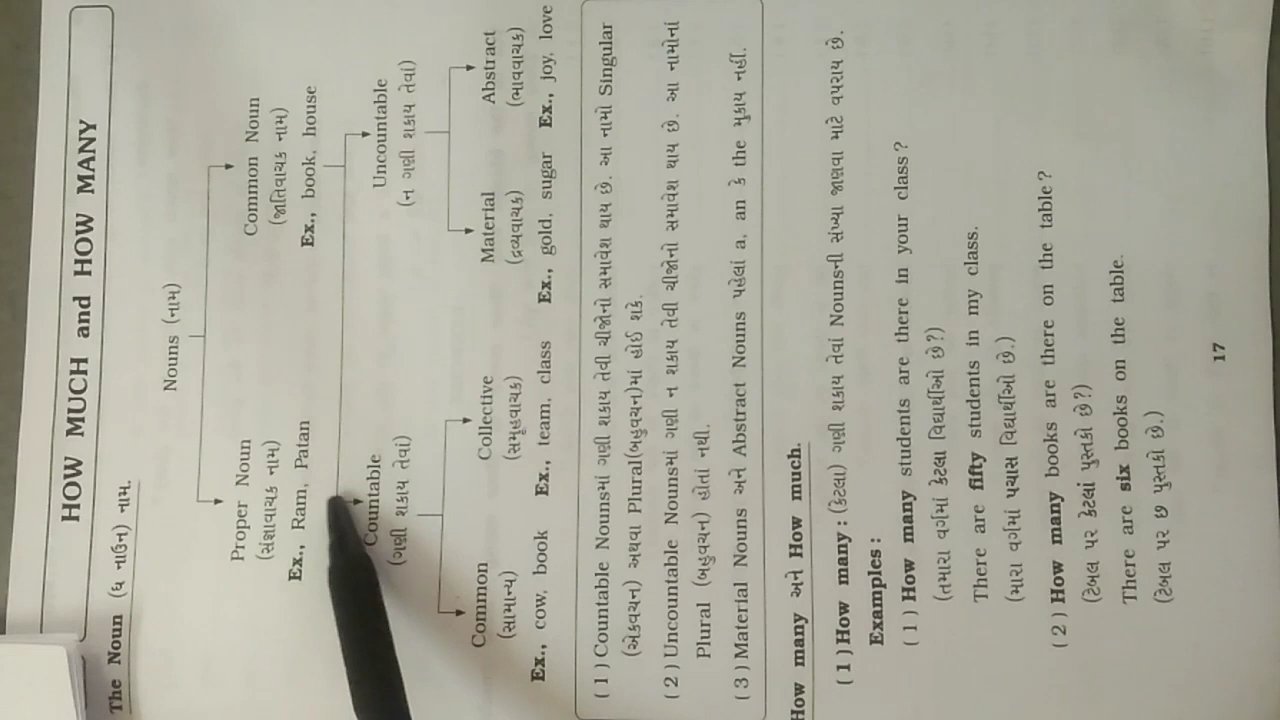 HOW MUCH and HOW MANY
The Noun (ધ નાઉન) નામ.
Nouns (નામ)
Proper Noun Common Noun
(સંજ્ઞાવાચક નામ) (જાતિવાચક નામ)
Ex., Ram, Patan Ex., book, house
Countable Uncountable
(ગણી શકાય તેવાં) (ન ગણી શકાય તેવાં)
Common Collective Material Abstract
(સામાન્ય) (સમૂહવાચક) (દ્રવ્યવાચક) (ભાવવાચક)
Ex., cow, book Ex., team, class Ex., gold, sugar Ex., joy, love
( 1 ) Countable Nounsમાં ગણી શકાય તેવી ચીજોનો સમાવેશ થાય છે. આ નામો Singular
(એકવચન) અથવા Plural(બહુવચન)માં હોઈ શકે.
( 2 ) Uncountable Nounsમાં ગણી ન શકાય તેવી ચીજોનો સમાવેશ થાય છે. આ નામોનાં
Plural (બહુવચન) હોતાં નથી.
( 3 ) Material Nouns અને Abstract Nouns પહેલાં a, an કે the મુકાય નહીં.
How many અને How much.
( 1 ) How many : (કેટલા) ગણી શકાય તેવાં Nounsની સંખ્યા જાણવા માટે વપરાય છે.
Examples :
( 1 ) How many students are there in your class ?
(તમારા વર્ગમાં કેટલા વિદ્યાર્થીઓ છે ?)
There are fifty students in my class.
(મારા વર્ગમાં પચાસ વિદ્યાર્થીઓ છે.)
( 2 ) How many books are there on the table ?
(ટેબલ પર કેટલાં પુસ્તકો છે ?)
There are six books on the table.
(ટેબલ પર છ પુસ્તકો છે.)
17